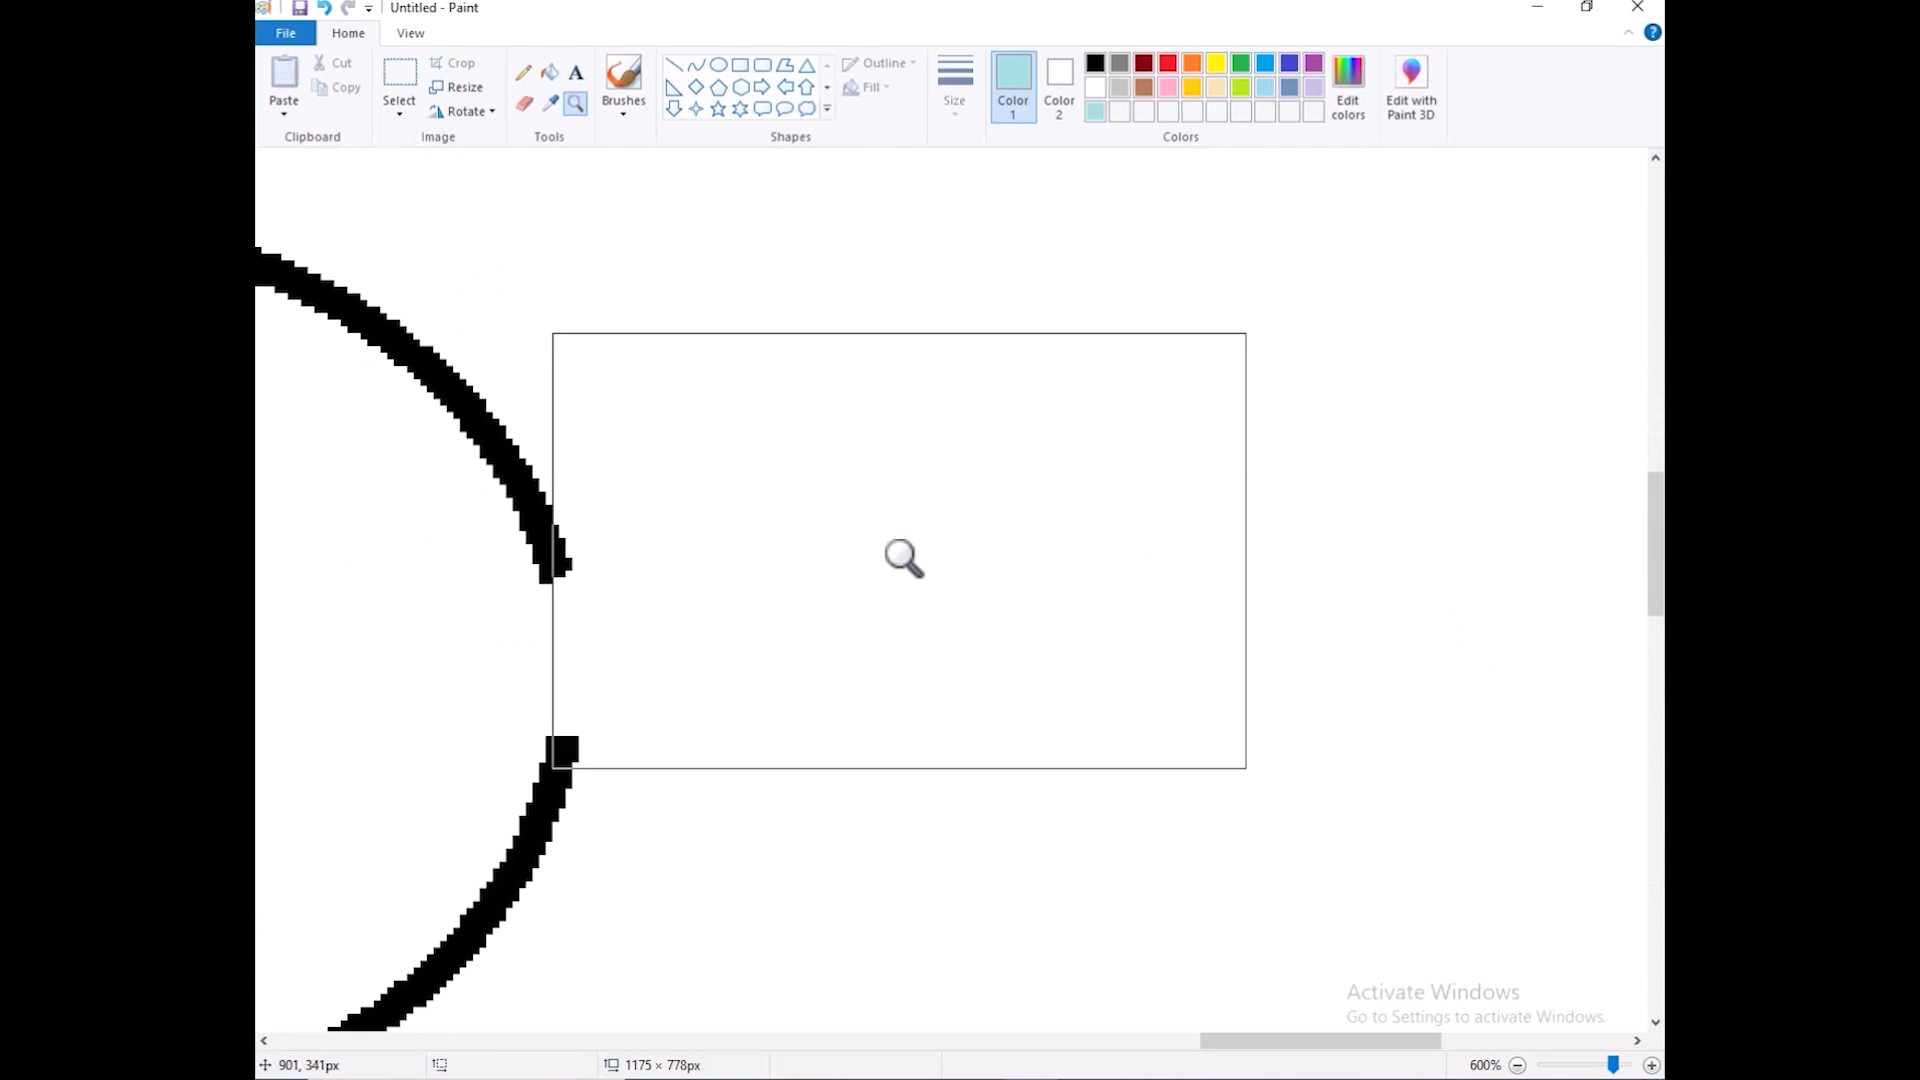 Untitled - Paint
File Home View
Cut
Copy
Paste
Crop
Resize
Rotate
Select
A
Brushes
Outline
Fill
Size
Color 1
Color 2
Edit colors
Edit with Paint 3D
Clipboard Image Tools Shapes Colors
Activate Windows
Go to Settings to activate Windows.
901, 341px 1175 × 778px 600%